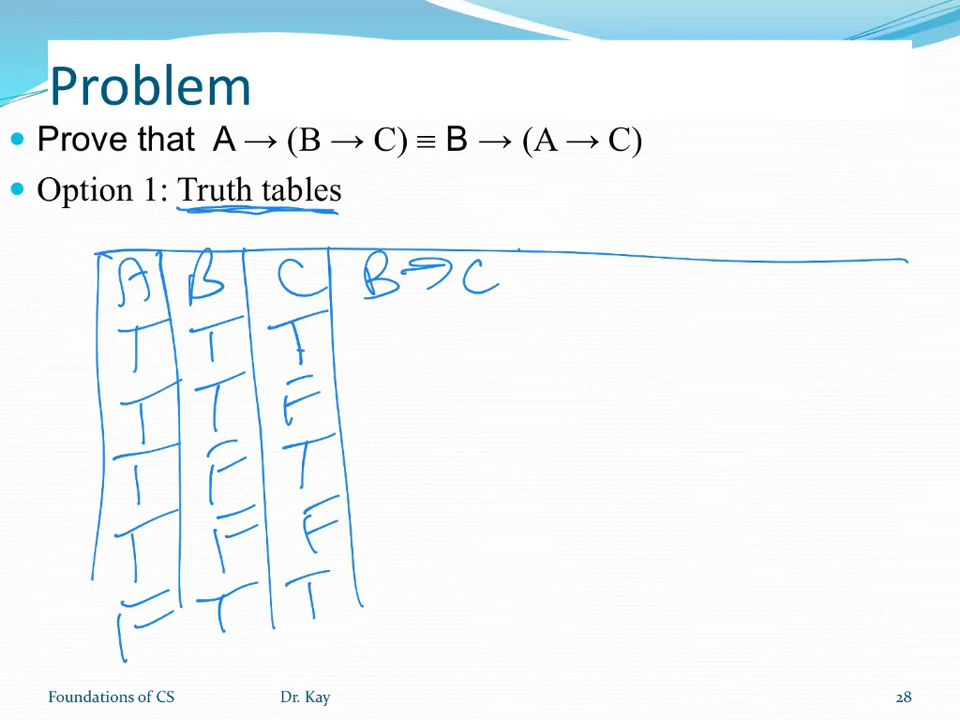 Problem
Prove that A → (B → C) ≡ B → (A → C)
Option 1: Truth tables
A B C B → C
T T T
T T F
T F T
T F F
F T T
Foundations of CS Dr. Kay 28